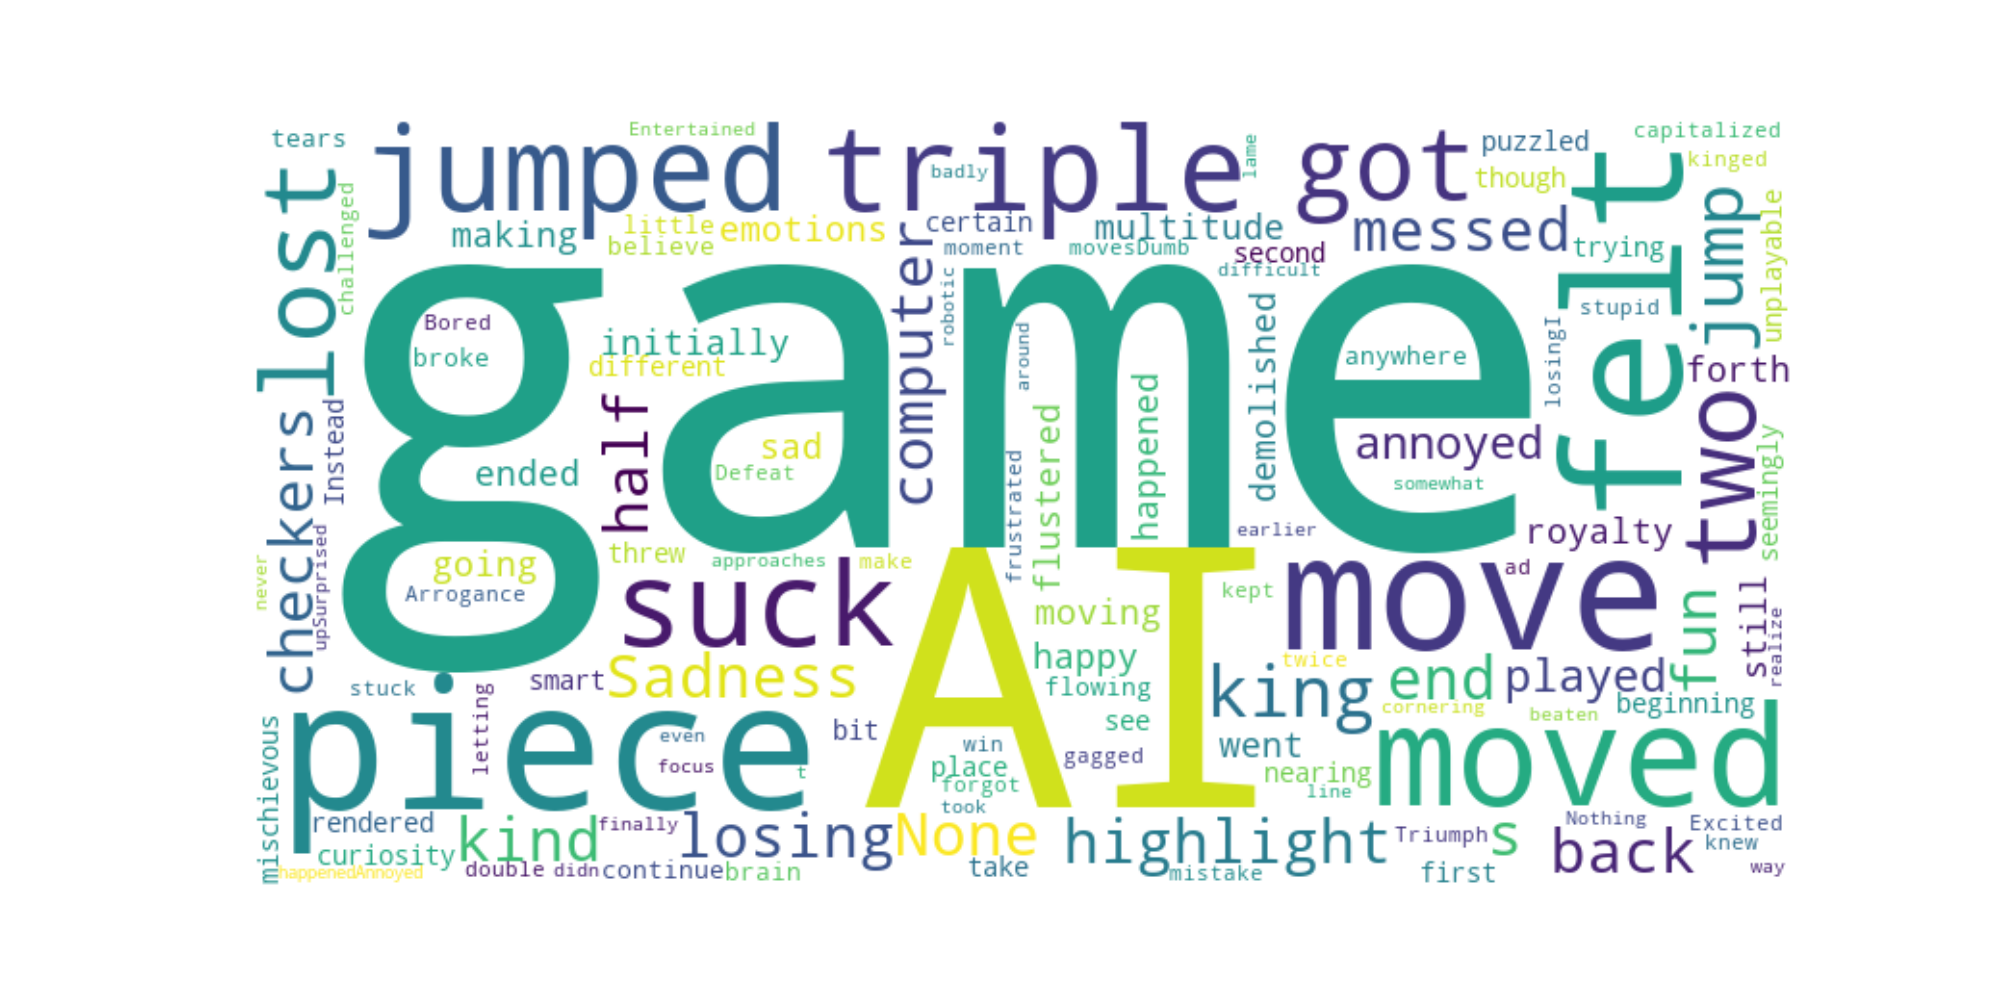 tears
Entertained
jumped
triple
got
badly
lame
puzzled
capitalized
kinged
though
lost
challenged
making
little
believe
emotions
computer
certain
moment
multitude
movesDumb
second
difficult
messed
felt
trying
jump
unplayable
game
Bored
broke
initially
different
robotic
around
demolished
anywhere
losingI
stupid
forth
two
checkers
Instead
half
sad
Defeat
ended
frustrated
flustered
happened
annoyed
somewhat
earlier
royalty
seemingly
never
upSurprised
going
Arrogance
threw
approaches
make
suck
AI
moving
kept
move
ad
fun
still
realize
stuck
letting
smart
Sadness
happy
flowing
see
king
twice
end
cornering
played
beaten
beginning
mischievous
piece
even
focus
t
bit
win
place
forgot
took
gagged
went
nearing
line
moved
rendered
curiosity
happenedAnnoyed
kind
finally
double
didn
losing
continue
brain
None
take
highlight
mistake
Triumph
s
first
Nothing
back
Excited
knew
way